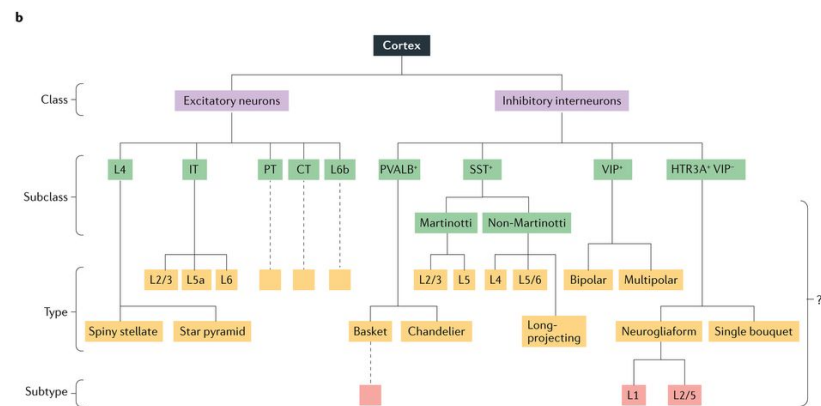 b
Cortex
Class
Excitatory neurons
Inhibitory interneurons
Subclass
L4
IT
PT
CT
L6b
PVALB⁺
SST⁺
VIP⁺
HTR3A⁺ VIP⁻
Martinotti
Non-Martinotti
Type
L2/3
L5a
L6
L2/3
L5
L4
L5/6
Bipolar
Multipolar
?
Spiny stellate
Star pyramid
Basket
Chandelier
Long-
projecting
Neurogliaform
Single bouquet
Subtype
L1
L2/5